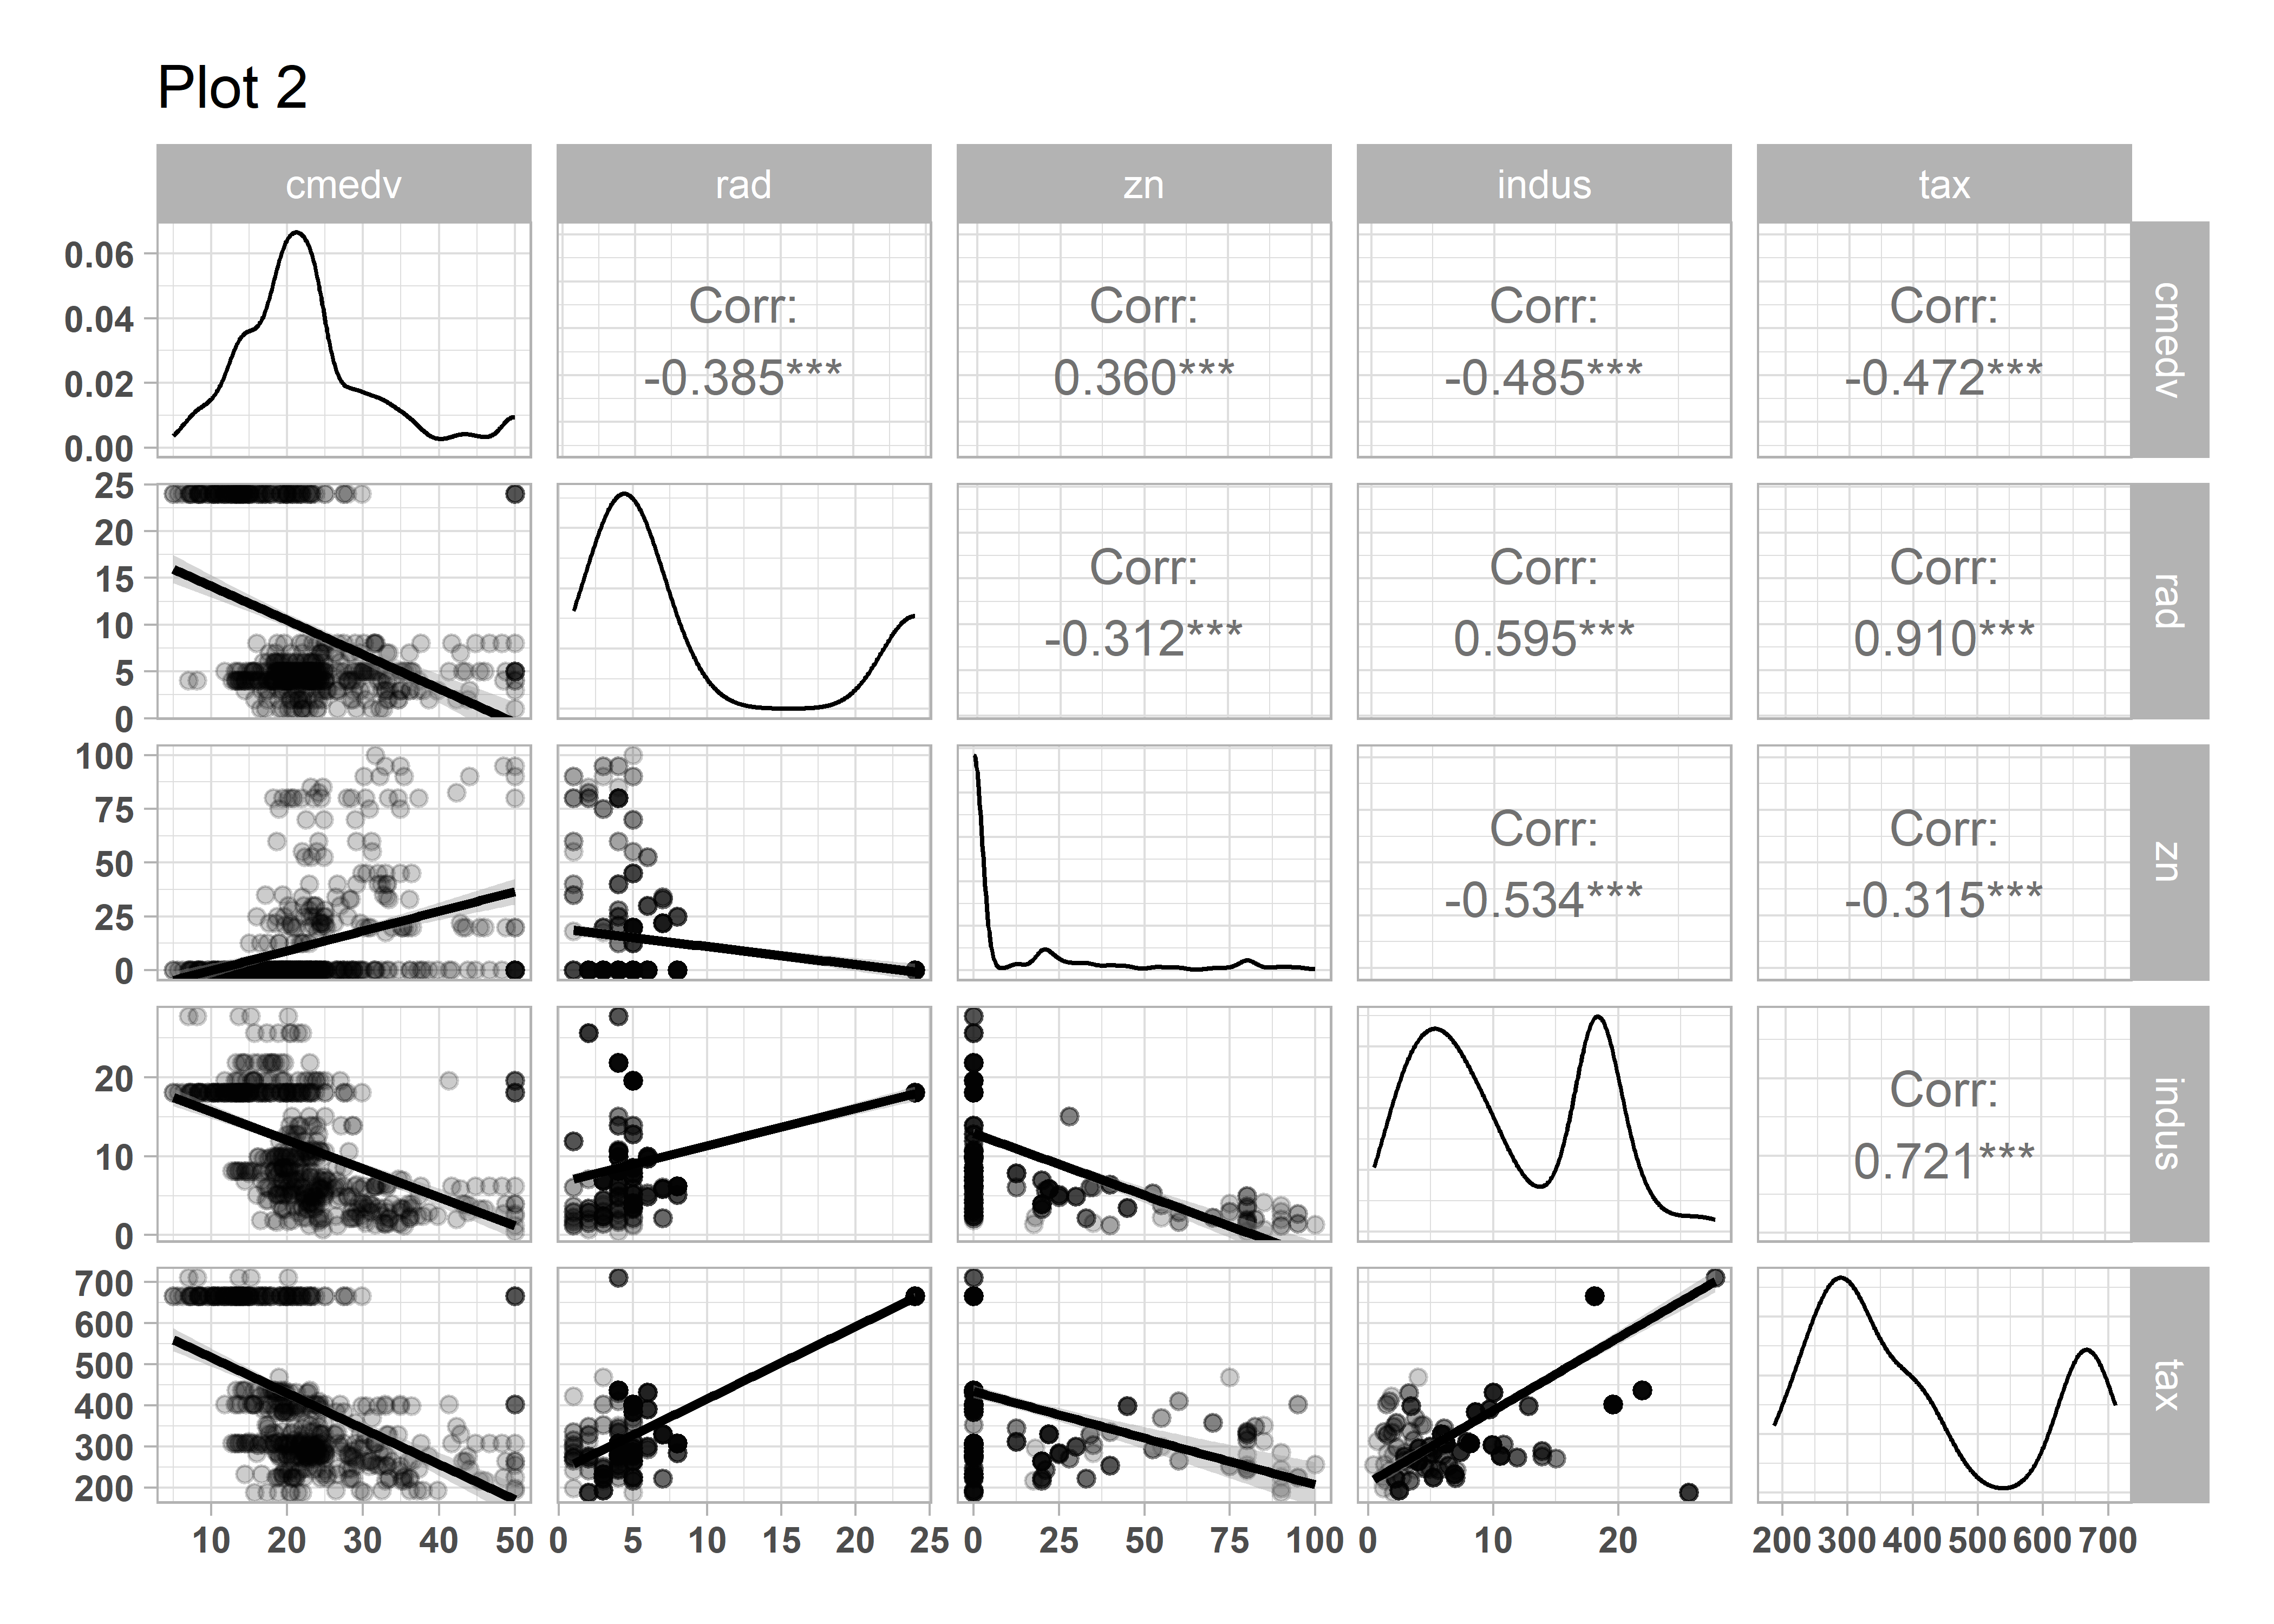 Plot 2
cmedv rad zn indus tax
0.06
0.04
0.02
0.00
Corr:
-0.385***
Corr:
0.360***
Corr:
-0.485***
Corr:
-0.472***
cmedv
25
20
15
10
5
0
Corr:
-0.312***
Corr:
0.595***
Corr:
0.910***
rad
100
75
50
25
0
Corr:
-0.534***
Corr:
-0.315***
zn
20
10
0
Corr:
0.721***
indus
700
600
500
400
300
200
tax
10 20 30 40 50 0 5 10 15 20 25 0 25 50 75 100 0 10 20 200 300 400 500 600 700